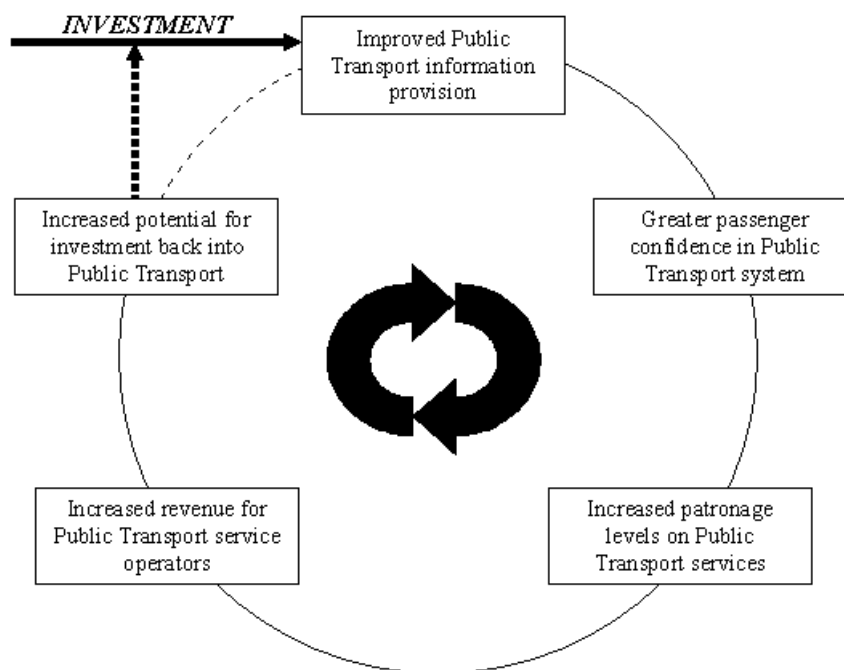 INVESTMENT
Improved Public
Transport information
provision
Increased potential for
investment back into
Public Transport
Greater passenger
confidence in Public
Transport system
Increased revenue for
Public Transport service
operators
Increased patronage
levels on Public
Transport services